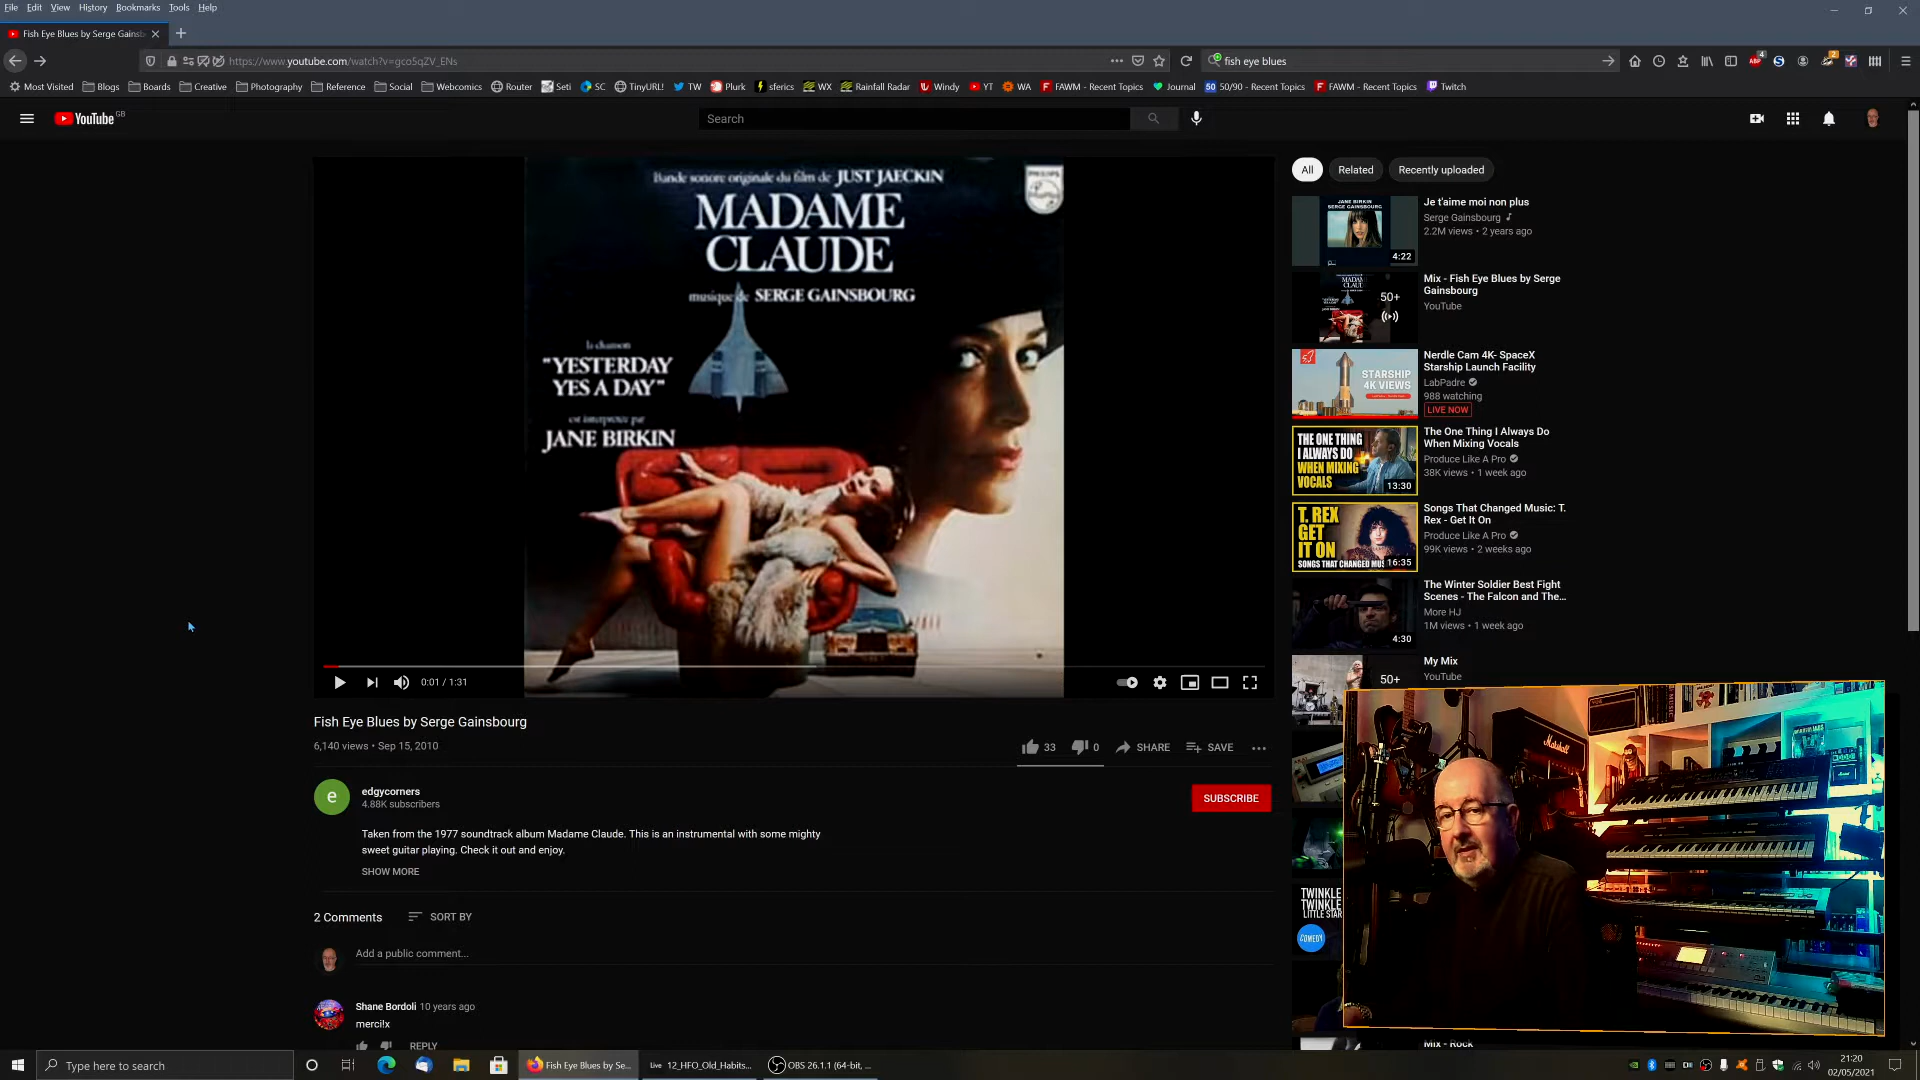 File Edit View History Bookmarks Tools Help
Fish Eye Blues by Serge Gainsb
https://www.youtube.com/watch?v=gco5qZV_ENs
fish eye blues
Most Visited Blogs Boards Creative Photography Reference Social Webcomics Router Seti SC TinyURL! TW Plurk sferics WX Rainfall Radar Windy YT WA FAWM - Recent Topics Journal 50/90 - Recent Topics FAWM - Recent Topics Twitch
YouTube GB
Search
Bande sonore originale du film de JUST JAECKIN
MADAME
CLAUDE
musique de SERGE GAINSBOURG
PHILIPS
la chanson
"YESTERDAY
YES A DAY"
est interprétée par
JANE BIRKIN
0:01 / 1:31
Fish Eye Blues by Serge Gainsbourg
6,140 views • Sep 15, 2010
33 0 SHARE SAVE
e
edgycorners
4.88K subscribers
SUBSCRIBE
Taken from the 1977 soundtrack album Madame Claude. This is an instrumental with some mighty
sweet guitar playing. Check it out and enjoy.
SHOW MORE
2 Comments SORT BY
Add a public comment...
Shane Bordoli 10 years ago
merci!x
REPLY
All Related Recently uploaded
JANE BIRKIN
SERGE GAINSBOURG
4:22
Je t'aime moi non plus
Serge Gainsbourg
2.2M views • 2 years ago
50+
Mix - Fish Eye Blues by Serge
Gainsbourg
YouTube
STARSHIP
4K VIEWS
Nerdle Cam 4K- SpaceX
Starship Launch Facility
LabPadre
988 watching
LIVE NOW
THE ONE THING
I ALWAYS DO
WHEN MIXING
VOCALS
13:30
The One Thing I Always Do
When Mixing Vocals
Produce Like A Pro
38K views • 1 week ago
T. REX
GET
IT ON
SONGS THAT CHANGED MUS
16:35
Songs That Changed Music: T.
Rex - Get It On
Produce Like A Pro
99K views • 2 weeks ago
4:30
The Winter Soldier Best Fight
Scenes - The Falcon and The...
More HJ
1M views • 1 week ago
50+
My Mix
YouTube
Marshall
TWINKLE
TWINKLE
LITTLE STAR
COMEDY
Mix - Rock
Type here to search
Fish Eye Blues by Se...
Live 12_HFO_Old_Habits...
OBS 26.1.1 (64-bit, ...
21:20
02/05/2021